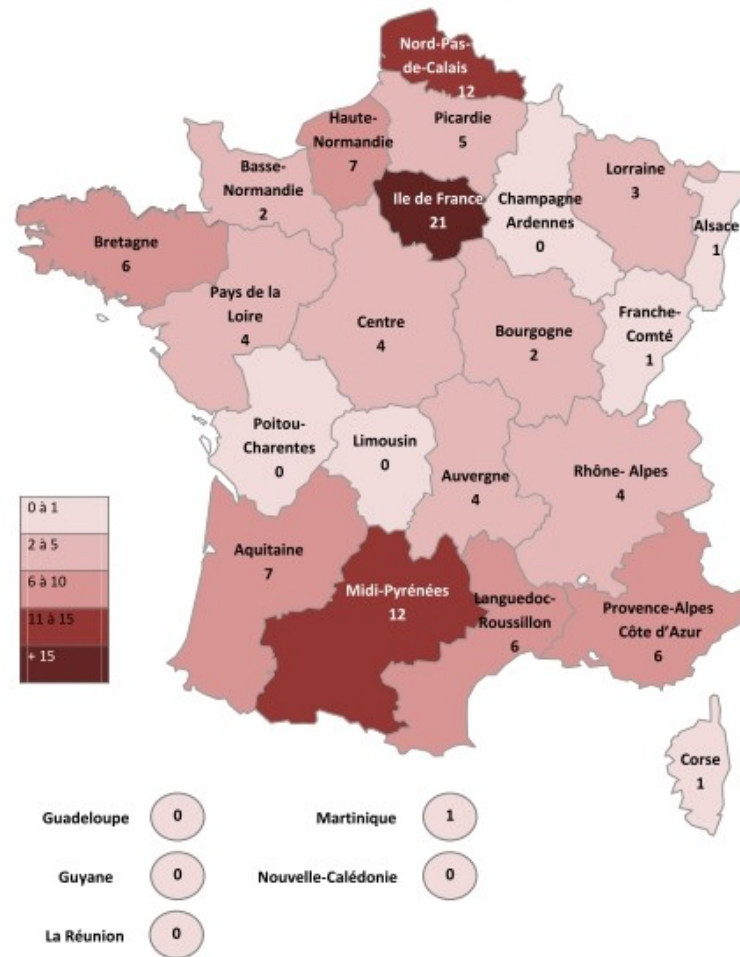 Nord-Pas-
de-Calais
12
Haute-
Normandie
7
Picardie
5
Basse-
Normandie
2
Ile de France
21
Champagne
Ardennes
0
Lorraine
3
Alsace
1
Bretagne
6
Pays de la
Loire
4
Centre
4
Bourgogne
2
Franche-
Comté
1
Poitou-
Charentes
0
Limousin
0
Auvergne
4
Rhône- Alpes
4
0 à 1
2 à 5
6 à 10
11 à 15
+ 15
Aquitaine
7
Midi-Pyrénées
12
Languedoc-
Roussillon
6
Provence-Alpes
Côte d'Azur
6
Corse
1
Guadeloupe 0
Martinique 1
Guyane 0
Nouvelle-Calédonie 0
La Réunion 0